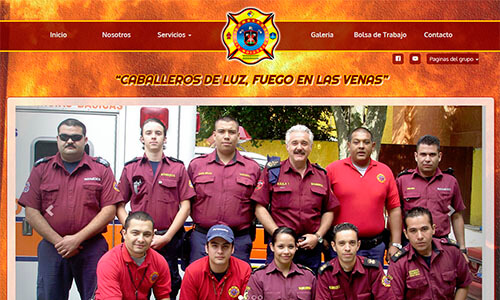 Inicio Nosotros Servicios Galeria Bolsa de Trabajo Contacto
Paginas del grupo
"CABALLEROS DE LUZ, FUEGO EN LAS VENAS"